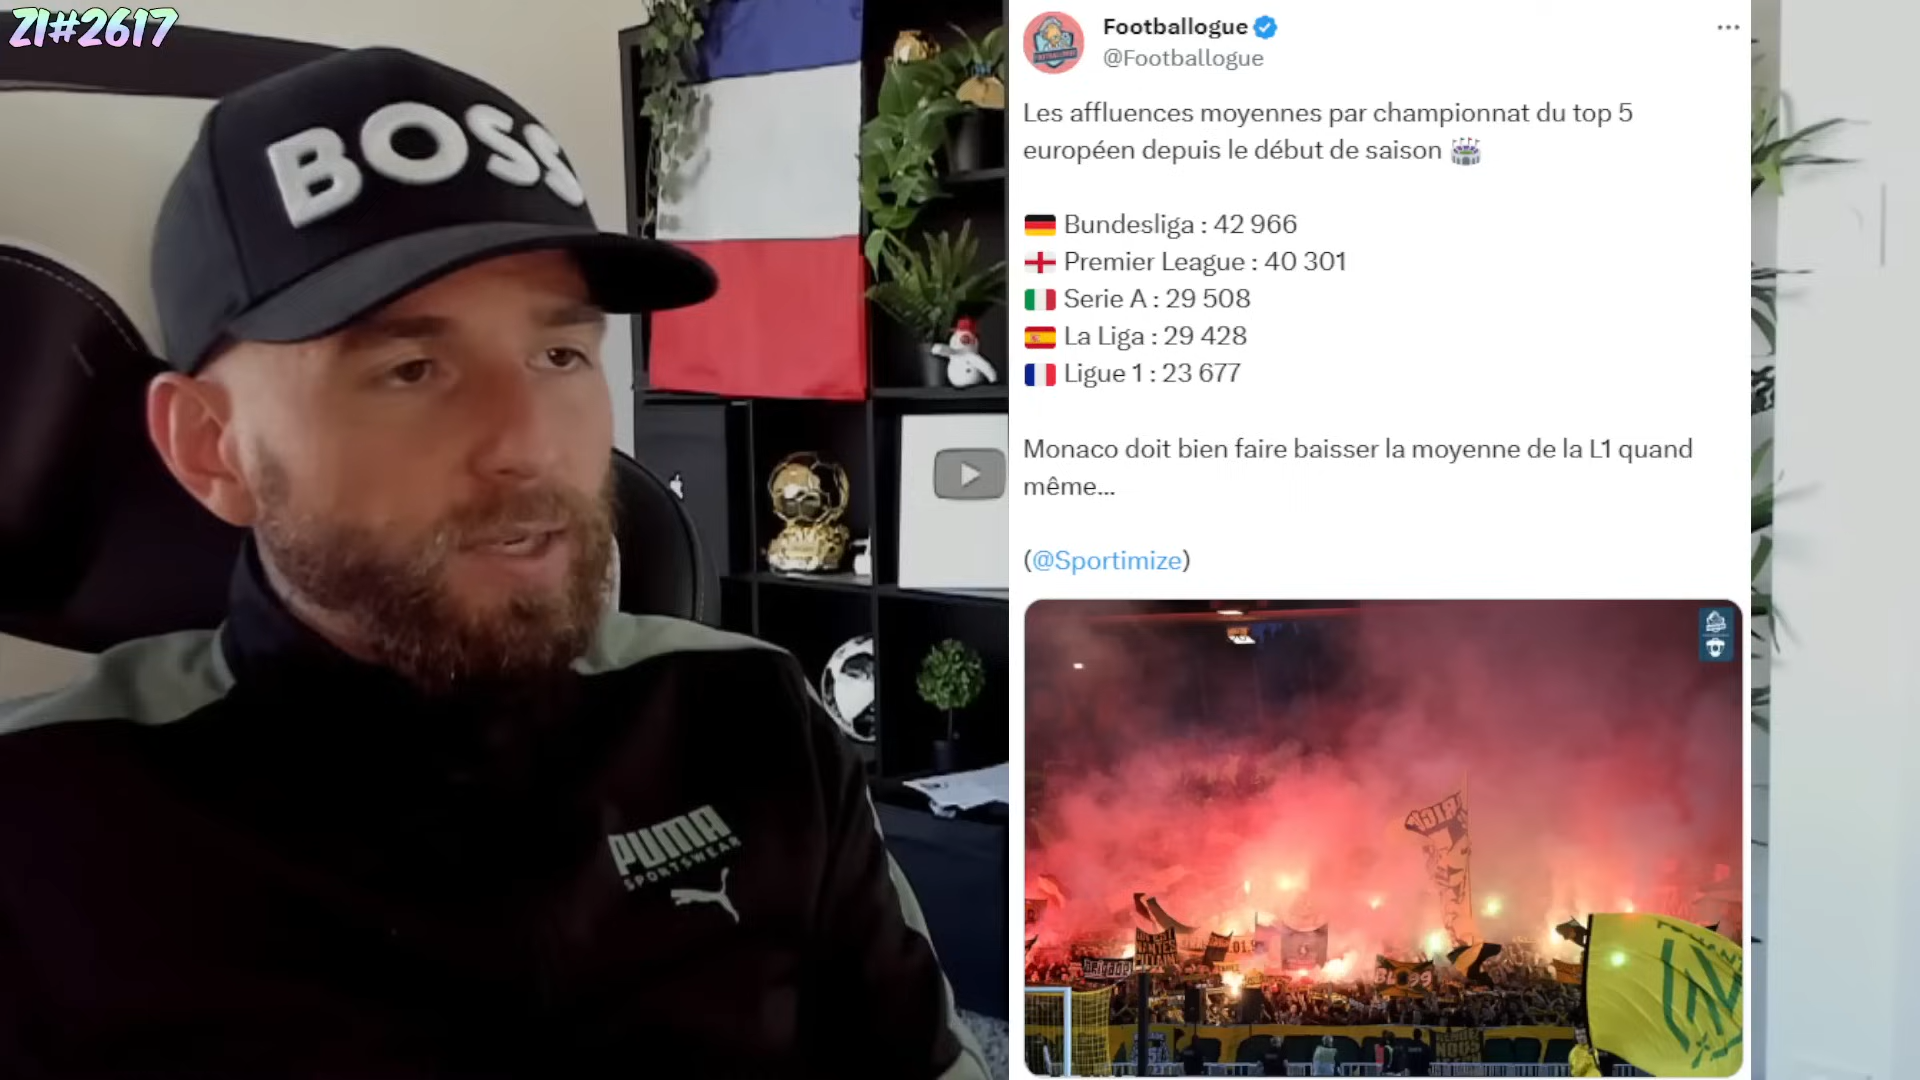 ZI#2617
BOSS
PUMA
SPORTSWEAR
Footballogue
@Footballogue
Les affluences moyennes par championnat du top 5
européen depuis le début de saison
Bundesliga : 42 966
Premier League : 40 301
Serie A : 29 508
La Liga : 29 428
Ligue 1 : 23 677
Monaco doit bien faire baisser la moyenne de la L1 quand
même...
(@Sportimize)